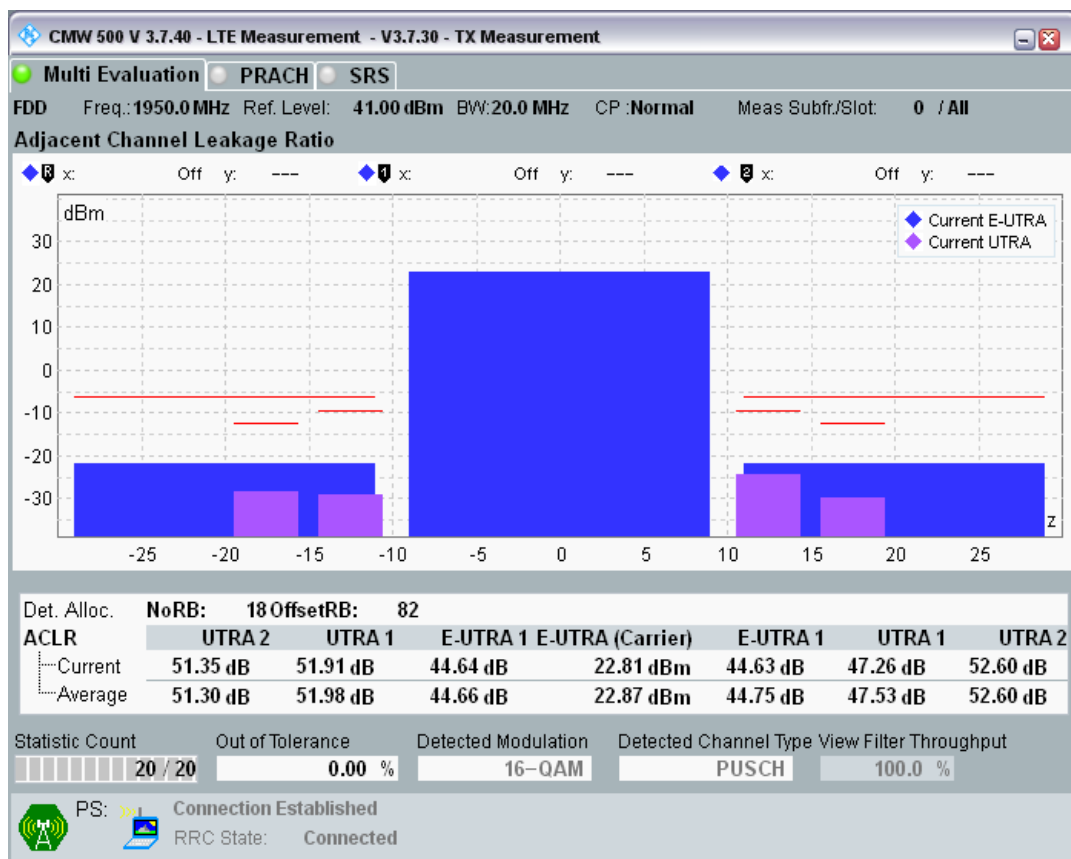 CMW 500 V 3.7.40 - LTE Measurement - V3.7.30 - TX Measurement
Multi Evaluation PRACH SRS
FDD Freq.: 1950.0 MHz Ref. Level: 41.00 dBm BW: 20.0 MHz CP : Normal Meas Subfr./Slot: 0 / All
Adjacent Channel Leakage Ratio
R x: Off y: --- 1 x: Off y: --- 2 x: Off y: ---
dBm
Current E-UTRA
Current UTRA
30
20
10
0
-10
-20
-30
z
-25 -20 -15 -10 -5 0 5 10 15 20 25
Det. Alloc. NoRB: 18 OffsetRB: 82
ACLR UTRA 2 UTRA 1 E-UTRA 1 E-UTRA (Carrier) E-UTRA 1 UTRA 1 UTRA 2
Current 51.35 dB 51.91 dB 44.64 dB 22.81 dBm 44.63 dB 47.26 dB 52.60 dB
Average 51.30 dB 51.98 dB 44.66 dB 22.87 dBm 44.75 dB 47.53 dB 52.60 dB
Statistic Count Out of Tolerance Detected Modulation Detected Channel Type View Filter Throughput
20 / 20 0.00 % 16-QAM PUSCH 100.0 %
PS: Connection Established
RRC State: Connected